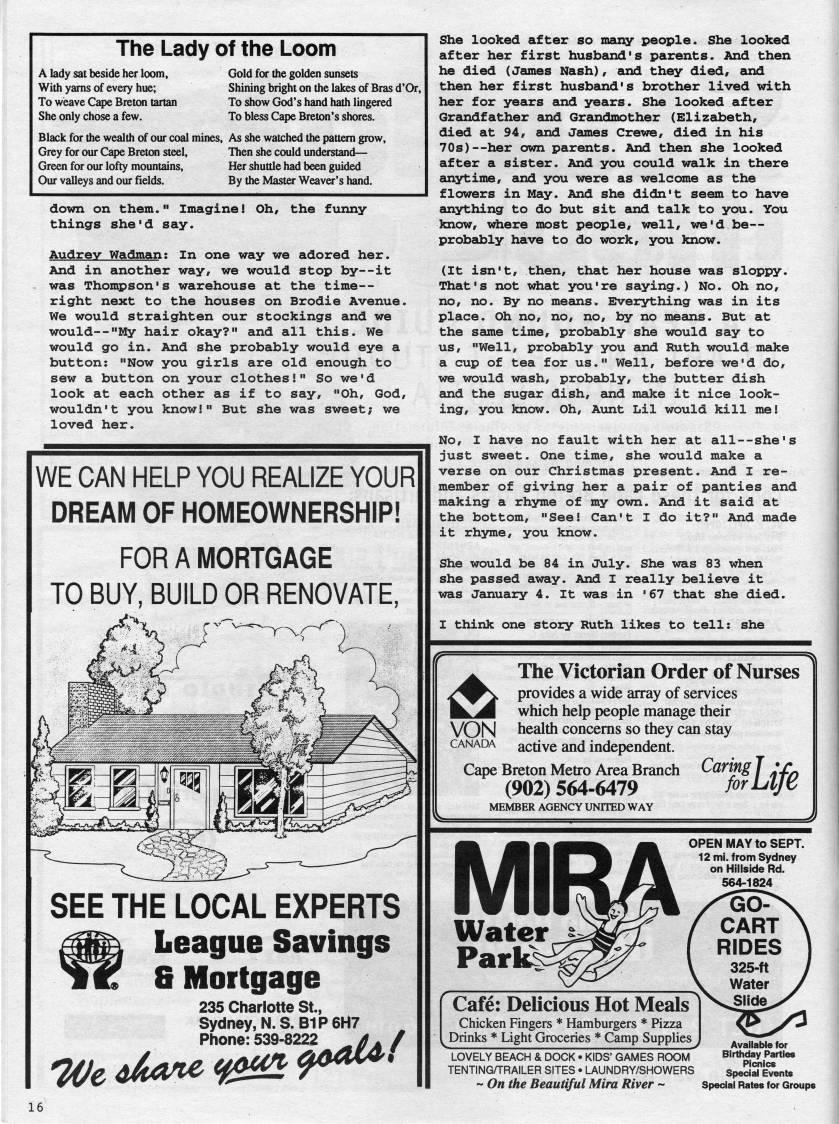 The Lady of the Loom
A lady sat beside her loom,
With yarns of every hue;
To weave Cape Breton tartan
She only chose a few.
Black for the wealth of our coal mines,
Grey for our Cape Breton steel,
Green for our lofty mountains,
Our valleys and our fields.
Gold for the golden sunsets
Shining bright on the lakes of Bras d'Or,
To show God's hand hath lingered
To bless Cape Breton's shores.
As she watched the pattern grow,
Then she could understand—
Her shuttle had been guided
By the Master Weaver's hand.
down on them." Imagine! Oh, the funny
things she'd say.
Audrey Wadman: In one way we adored her.
And in another way, we would stop by--it
was Thompson's warehouse at the time--
right next to the houses on Brodie Avenue.
We would straighten our stockings and we
would--"My hair okay?" and all this. We
would go in. And she probably would eye a
button: "Now you girls are old enough to
sew a button on your clothes!" So we'd
look at each other as if to say, "Oh, God,
wouldn't you know!" But she was sweet; we
loved her.
WE CAN HELP YOU REALIZE YOUR
DREAM OF HOMEOWNERSHIP!
FOR A MORTGAGE
TO BUY, BUILD OR RENOVATE,
SEE THE LOCAL EXPERTS
League Savings
& Mortgage
235 Charlotte St.,
Sydney, N. S. B1P 6H7
Phone: 539-8222
We share your goals!
She looked after so many people. She looked
after her first husband's parents. And then
he died (James Nash), and they died, and
then her first husband's brother lived with
her for years and years. She looked after
Grandfather and Grandmother (Elizabeth,
died at 94, and James Crewe, died in his
70s)--her own parents. And then she looked
after a sister. And you could walk in there
anytime, and you were as welcome as the
flowers in May. And she didn't seem to have
anything to do but sit and talk to you. You
know, where most people, well, we'd be--
probably have to do work, you know.
(It isn't, then, that her house was sloppy.
That's not what you're saying.) No. Oh no,
no, no. By no means. Everything was in its
place. Oh no, no, no, by no means. But at
the same time, probably she would say to
us, "Well, probably you and Ruth would make
a cup of tea for us." Well, before we'd do,
we would wash, probably, the butter dish
and the sugar dish, and make it nice look-
ing, you know. Oh, Aunt Lil would kill me!
No, I have no fault with her at all--she's
just sweet. One time, she would make a
verse on our Christmas present. And I re-
member of giving her a pair of panties and
making a rhyme of my own. And it said at
the bottom, "See! Can't I do it?" And made
it rhyme, you know.
She would be 84 in July. She was 83 when
she passed away. And I really believe it
was January 4. It was in '67 that she died.
I think one story Ruth likes to tell: she
VON
CANADA
The Victorian Order of Nurses
provides a wide array of services
which help people manage their
health concerns so they can stay
active and independent.
Cape Breton Metro Area Branch
(902) 564-6479
MEMBER AGENCY UNITED WAY
Caring
for Life
MIRA
Water
Park
OPEN MAY to SEPT.
12 mi. from Sydney
on Hillside Rd.
564-1824
GO-
CART
RIDES
325-ft
Water
Slide
Available for
Birthday Parties
Picnics
Special Events
Special Rates for Groups
Café: Delicious Hot Meals
Chicken Fingers * Hamburgers * Pizza
Drinks * Light Groceries * Camp Supplies
LOVELY BEACH & DOCK • KIDS' GAMES ROOM
TENTING/TRAILER SITES • LAUNDRY/SHOWERS
~ On the Beautiful Mira River ~
16